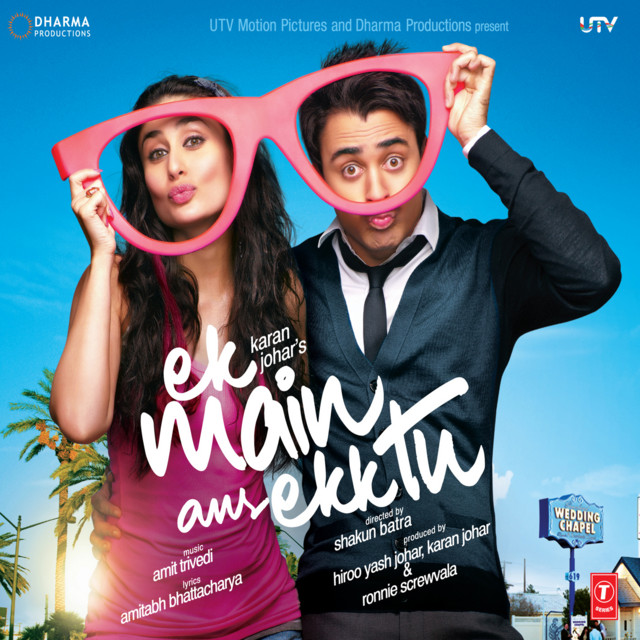 DHARMA
PRODUCTIONS
UTV
UTV Motion Pictures and Dharma Productions present
karan
johar's
ek
main
aur ekk Tu
directed by
shakun batra
produced by
hiroo yash johar, karan johar
&
ronnie screwvala
music
amit trivedi
lyrics
amitabh bhattacharya
WEDDING
CHAPEL
8619
T
SERIES